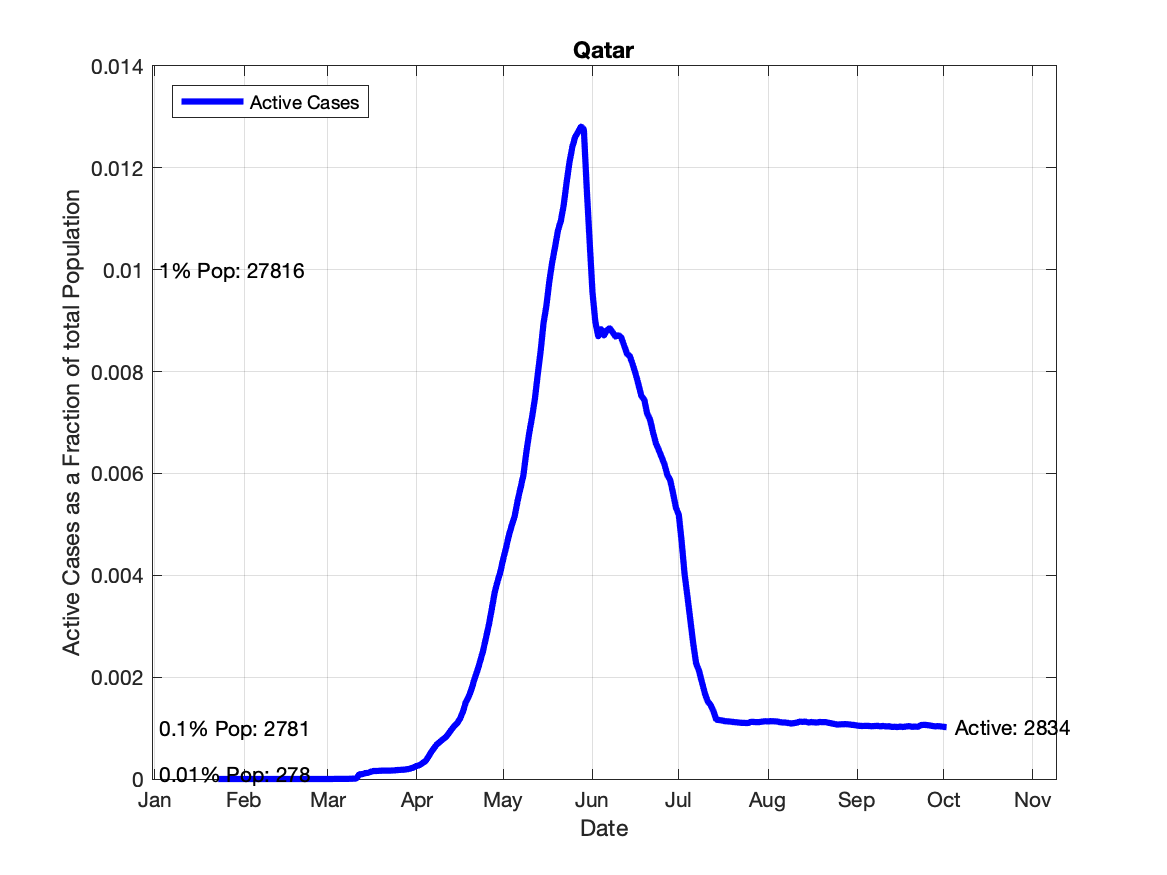 Qatar
0.014
Active Cases
0.012
1% Pop: 27816
0.01
0.008
0.006
0.004
0.002
0.1% Pop: 2781
Active: 2834
0.01% Pop: 278
0
Jan Feb Mar Apr May Jun Jul Aug Sep Oct Nov
Date
Active Cases as a Fraction of total Population